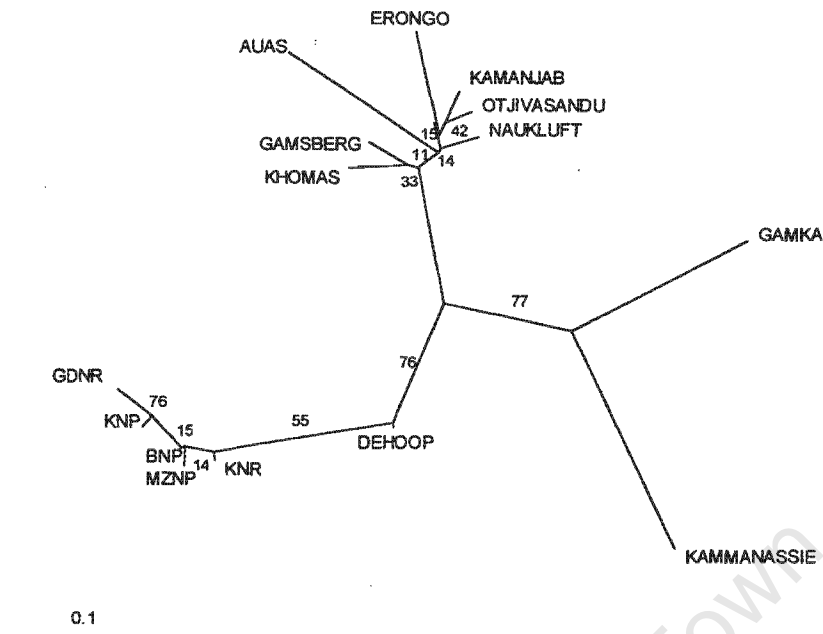 ERONGO
AUAS
KAMANJAB
OTJIVASANDU
15 42
NAUKLUFT
GAMSBERG
11 14
KHOMAS
33
GAMKA
77
76
GDNR
76
KNP
55
15
DEHOOP
BNP
14 KNR
MZNP
KAMMANASSIE
Town
0.1